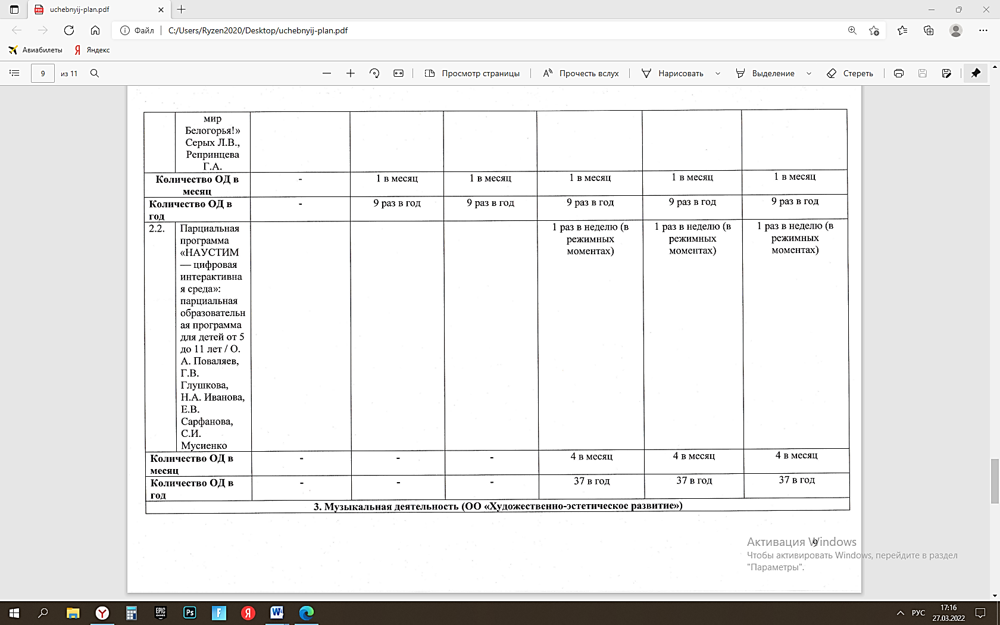 uchebnyij-plan.pdf
Файл
C:/Users/Ryzen2020/Desktop/uchebnyij-plan.pdf
Авиабилеты
Яндекс
9
из 11
Просмотр страницы
Прочесть вслух
Нарисовать
Выделение
Стереть
мир
Белогорья!»
Серых Л.В.,
Репринцева
Г.А.
Количество ОД в
месяц
-
1 в месяц
1 в месяц
1 в месяц
1 в месяц
1 в месяц
Количество ОД в
год
-
9 раз в год
9 раз в год
9 раз в год
9 раз в год
9 раз в год
2.2.
Парциальная
программа
«НАУСТИМ
— цифровая
интерактивна
я среда»:
парциальная
образовательн
ая программа
для детей от 5
до 11 лет / О.
А. Поваляев,
Г.В.
Глушкова,
Н.А. Иванова,
Е.В.
Сарфанова,
С.И.
Мусиенко
1 раз в неделю (в
режимных
моментах)
1 раз в неделю (в
режимных
моментах)
1 раз в неделю (в
режимных
моментах)
Количество ОД в
месяц
-
-
-
4 в месяц
4 в месяц
4 в месяц
Количество ОД в
год
-
-
-
37 в год
37 в год
37 в год
3. Музыкальная деятельность (ОО «Художественно-эстетическое развитие»)
9
Активация Windows
Чтобы активировать Windows, перейдите в раздел
"Параметры".
EPIC
GAMES
Ps
F
Я
W
РУС
17:16
27.03.2022